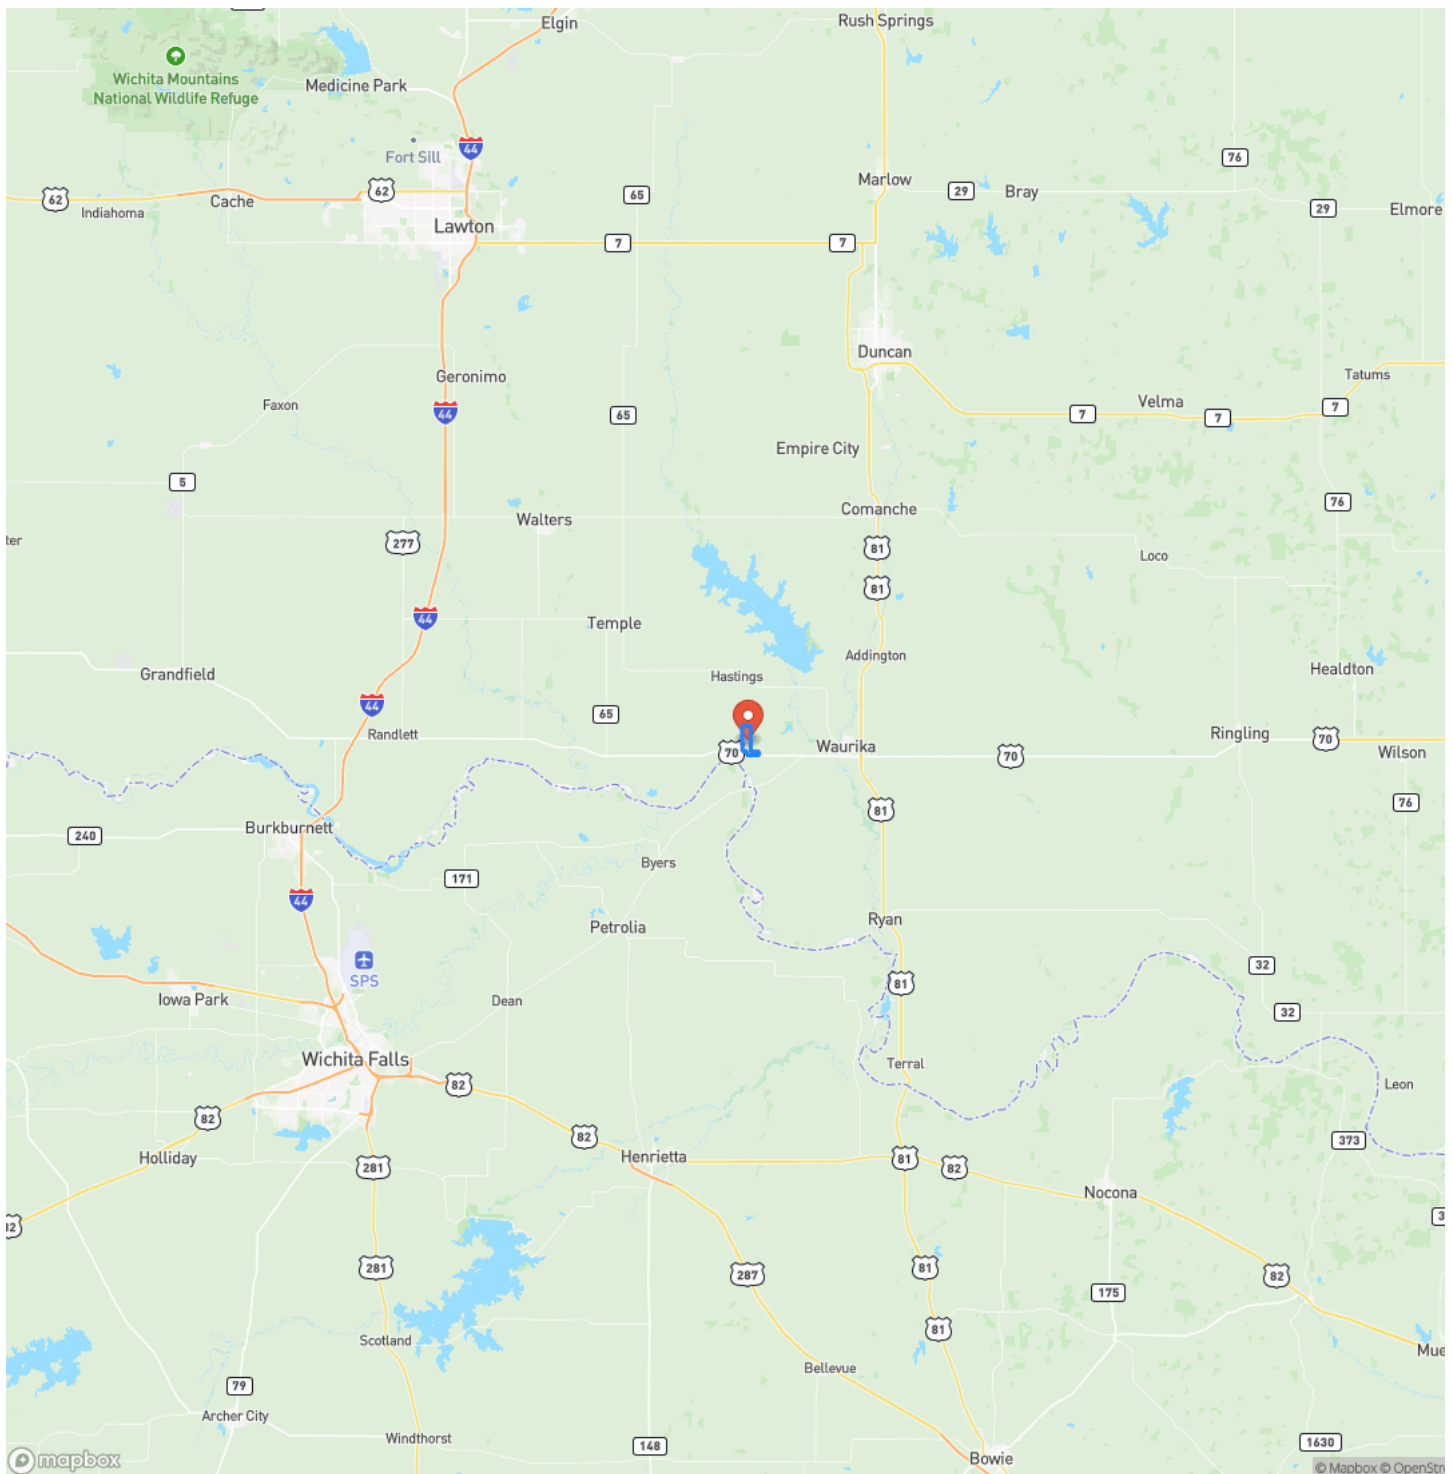 Elgin
Rush Springs
Wichita Mountains
National Wildlife Refuge
Medicine Park
44
Fort Sill
76
62
62
65
Marlow
29
Bray
Indiahoma
Cache
29
Elmore
Lawton
7
7
Duncan
Geronimo
Tatums
Faxon
44
65
7
Velma
7
7
Empire City
5
76
Walters
Comanche
ter
277
81
Loco
81
44
Temple
Addington
Grandfield
Hastings
Healdton
44
65
Randlett
Waurika
Ringling
70
70
70
Wilson
76
81
240
Burkburnett
Byers
171
44
Ryan
Petrolia
SPS
32
81
Iowa Park
Dean
32
Wichita Falls
Terral
82
Leon
82
82
373
Holliday
281
Henrietta
81
82
Nocona
32
3
281
287
81
82
175
81
Scotland
Mue
Bellevue
79
Archer City
Windthorst
148
1630
Bowie
mapbox
© Mapbox © OpenStre